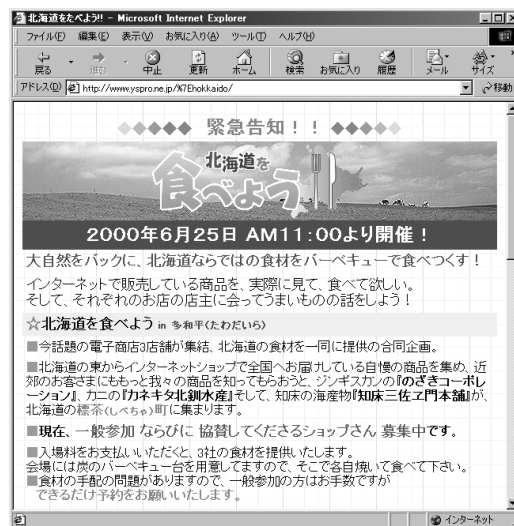 北海道をたべよう!! - Microsoft Internet Explorer
ファイル(F) 編集(E) 表示(V) お気に入り(A) ツール(T) ヘルプ(H)
戻る 進む 中止 更新 ホーム 検索 お気に入り 履歴 メール サイズ
アドレス(D) http://www.yspro.ne.jp/%7Ehokkaido/ 移動
◆◆◆◆◆ 緊急告知!! ◆◆◆◆◆
北海道を
食べよう
2000年6月25日 AM11:00より開催!
大自然をバックに、北海道ならではの食材をバーベキューで食べつくす!
インターネットで販売している商品を、実際に見て、食べて欲しい。
そして、それぞれのお店の店主に会ってうまいものの話をしよう!
☆北海道を食べよう in 多和平(たわだいら)
■今話題の電子商店3店舗が集結、北海道の食材を一同に提供の合同企画。
■北海道の東からインターネットショップで全国へお届けしている自慢の商品を集め、近
郊のお客さまにももっと我々の商品を知ってもらおうと、ジンギスカンの『のざきコーポレ
ーション』、カニの『カネキタ北釧水産』そして、知床の海産物『知床三佐ヱ門本舗』が、
北海道の標茶(しべちゃ)町に集まります。
■現在、一般参加 ならびに 協賛してくださるショップさん 募集中です。
■入場料をお支払いいただくと、3社の食材を提供いたします。
会場には炭のバーベキュー台を用意してますので、そこで各自焼いて食べて下さい。
■食材の手配の問題がありますので、一般参加の方はお手数ですが
できるだけ予約をお願いいたします。
インターネット